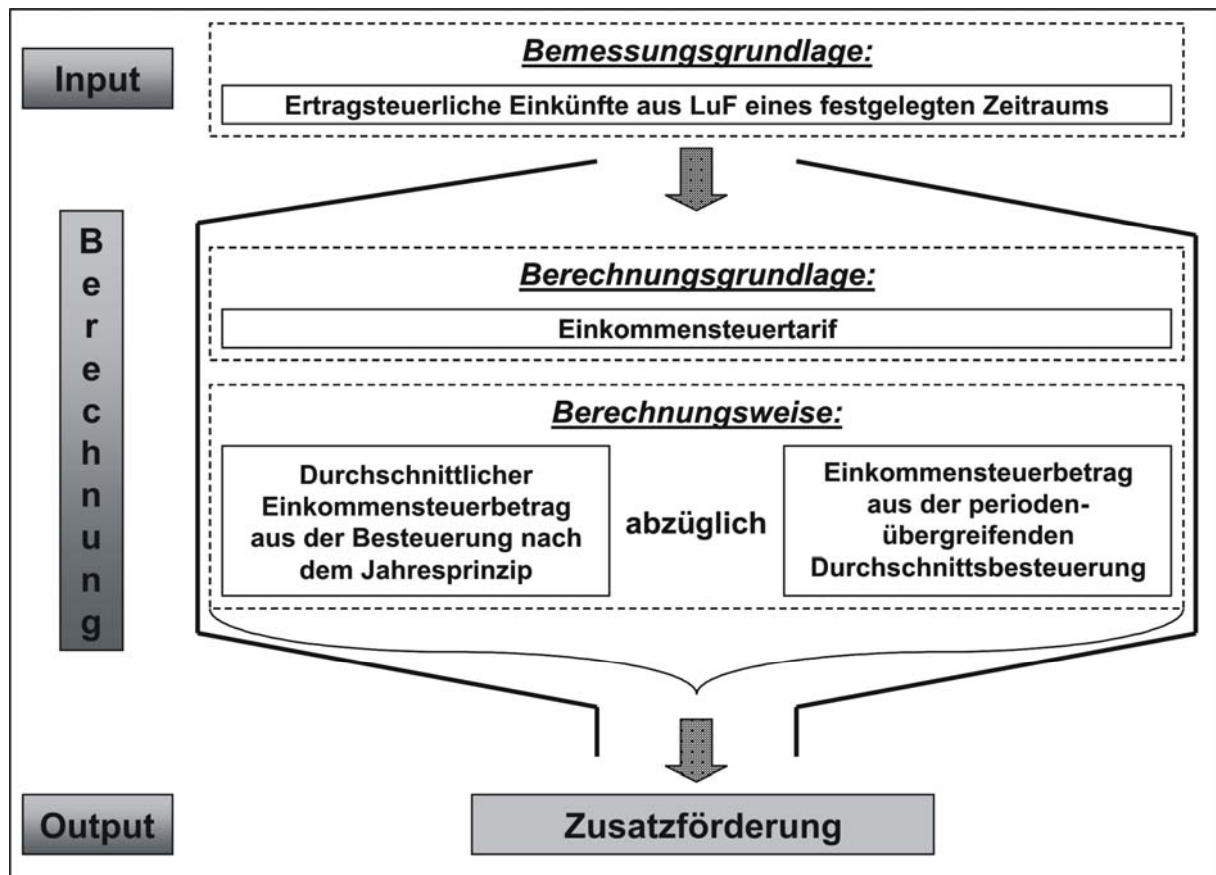 Input
Bemessungsgrundlage:
Ertragsteuerliche Einkünfte aus LuF eines festgelegten Zeitraums
Berechnung
Berechnungsgrundlage:
Einkommensteuertarif
Berechnungsweise:
Durchschnittlicher
Einkommensteuerbetrag
aus der Besteuerung nach
dem Jahresprinzip
abzüglich
Einkommensteuerbetrag
aus der perioden-
übergreifenden
Durchschnittsbesteuerung
Output
Zusatzförderung